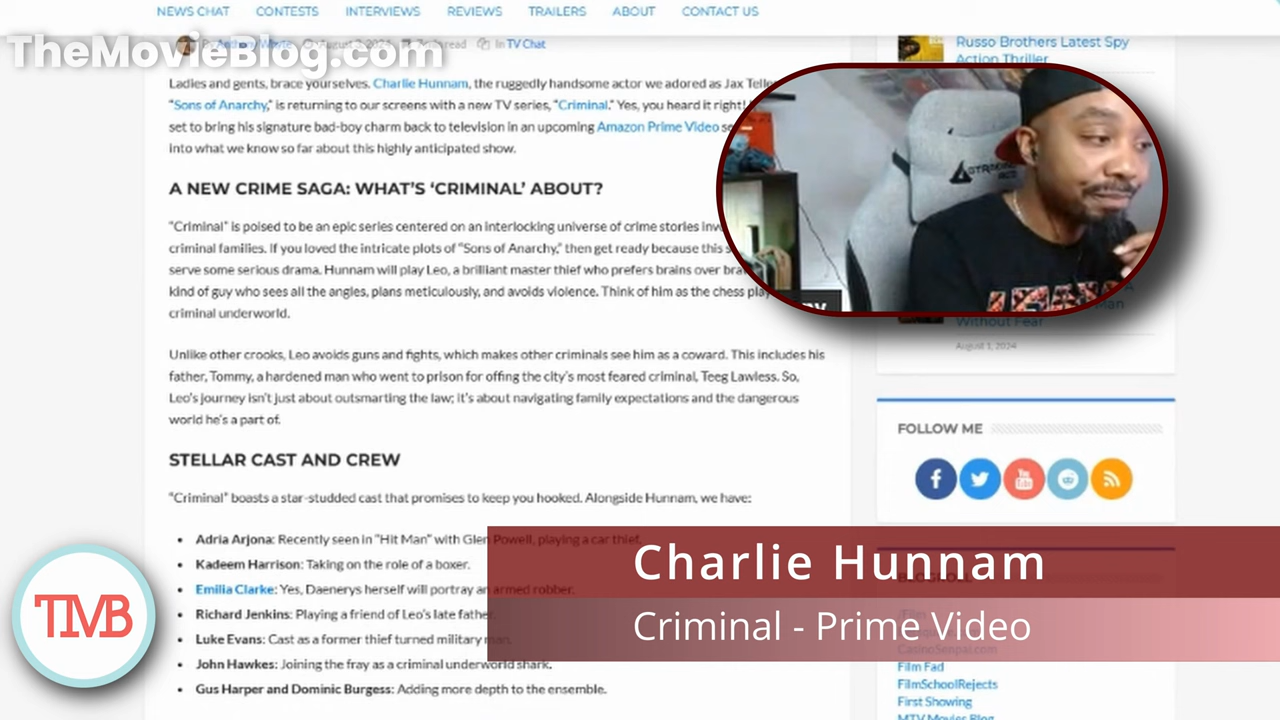 NEWS CHAT CONTESTS INTERVIEWS REVIEWS TRAILERS ABOUT CONTACT US
TheMovieBlog.com
in TV Chat
Ladies and gents, brace yourselves. Charlie Hunnam, the ruggedly handsome actor we adored as Jax
"Sons of Anarchy," is returning to our screens with a new TV series, "Criminal." Yes, you heard it right!
set to bring his signature bad-boy charm back to television in an upcoming Amazon Prime Video
into what we know so far about this highly anticipated show.
A NEW CRIME SAGA: WHAT'S 'CRIMINAL' ABOUT?
"Criminal" is poised to be an epic series centered on an interlocking universe of crime stories
criminal families. If you loved the intricate plots of "Sons of Anarchy," then get ready because this
serve some serious drama. Hunnam will play Leo, a brilliant master thief who prefers brains over
kind of guy who sees all the angles, plans meticulously, and avoids violence. Think of him as the chess
criminal underworld.
Unlike other crooks, Leo avoids guns and fights, which makes other criminals see him as a coward. This includes his
father, Tommy, a hardened man who went to prison for offing the city's most feared criminal, Teeg Lawless. So,
Leo's journey isn't just about outsmarting the law; it's about navigating family expectations and the dangerous
world he's a part of.
STELLAR CAST AND CREW
"Criminal" boasts a star-studded cast that promises to keep you hooked. Alongside Hunnam, we have:
• Adria Arjona: Recently seen in "Hit Man" with Glen Powell, playing a car thief.
• Kadeem Harrison: Taking on the role of a boxer.
• Emilia Clarke: Yes, Daenerys herself will portray an armed robber.
• Richard Jenkins: Playing a friend of Leo's late father.
• Luke Evans: Cast as a former thief turned military man.
• John Hawkes: Joining the fray as a criminal underworld shark.
• Gus Harper and Dominic Burgess: Adding more depth to the ensemble.
Russo Brothers Latest Spy
Action Thriller
Without Fear
August 1, 2024
FOLLOW ME
Charlie Hunnam
Criminal - Prime Video
TMB
Film Fad
FilmSchoolRejects
First Showing
MTV Movies Blog